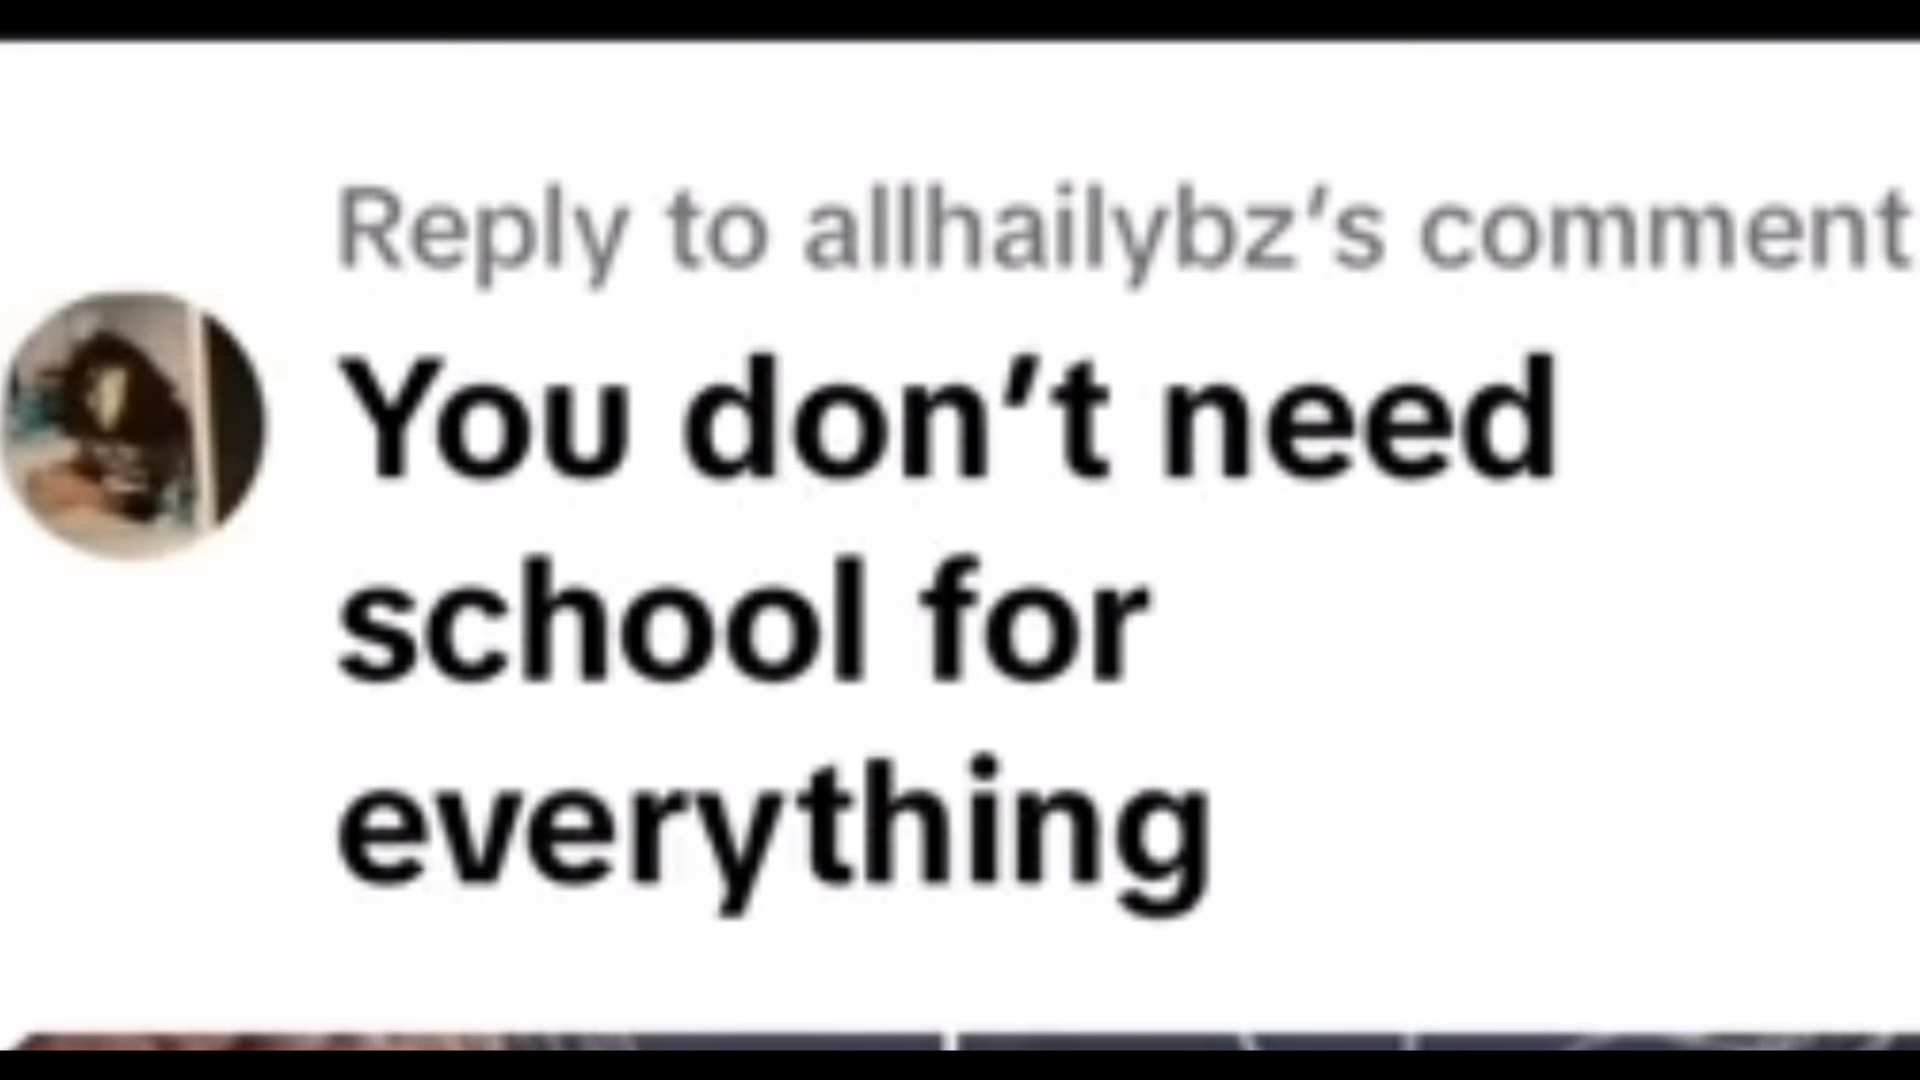 Reply to allhailybz’s comment
You don’t need
school for
everything